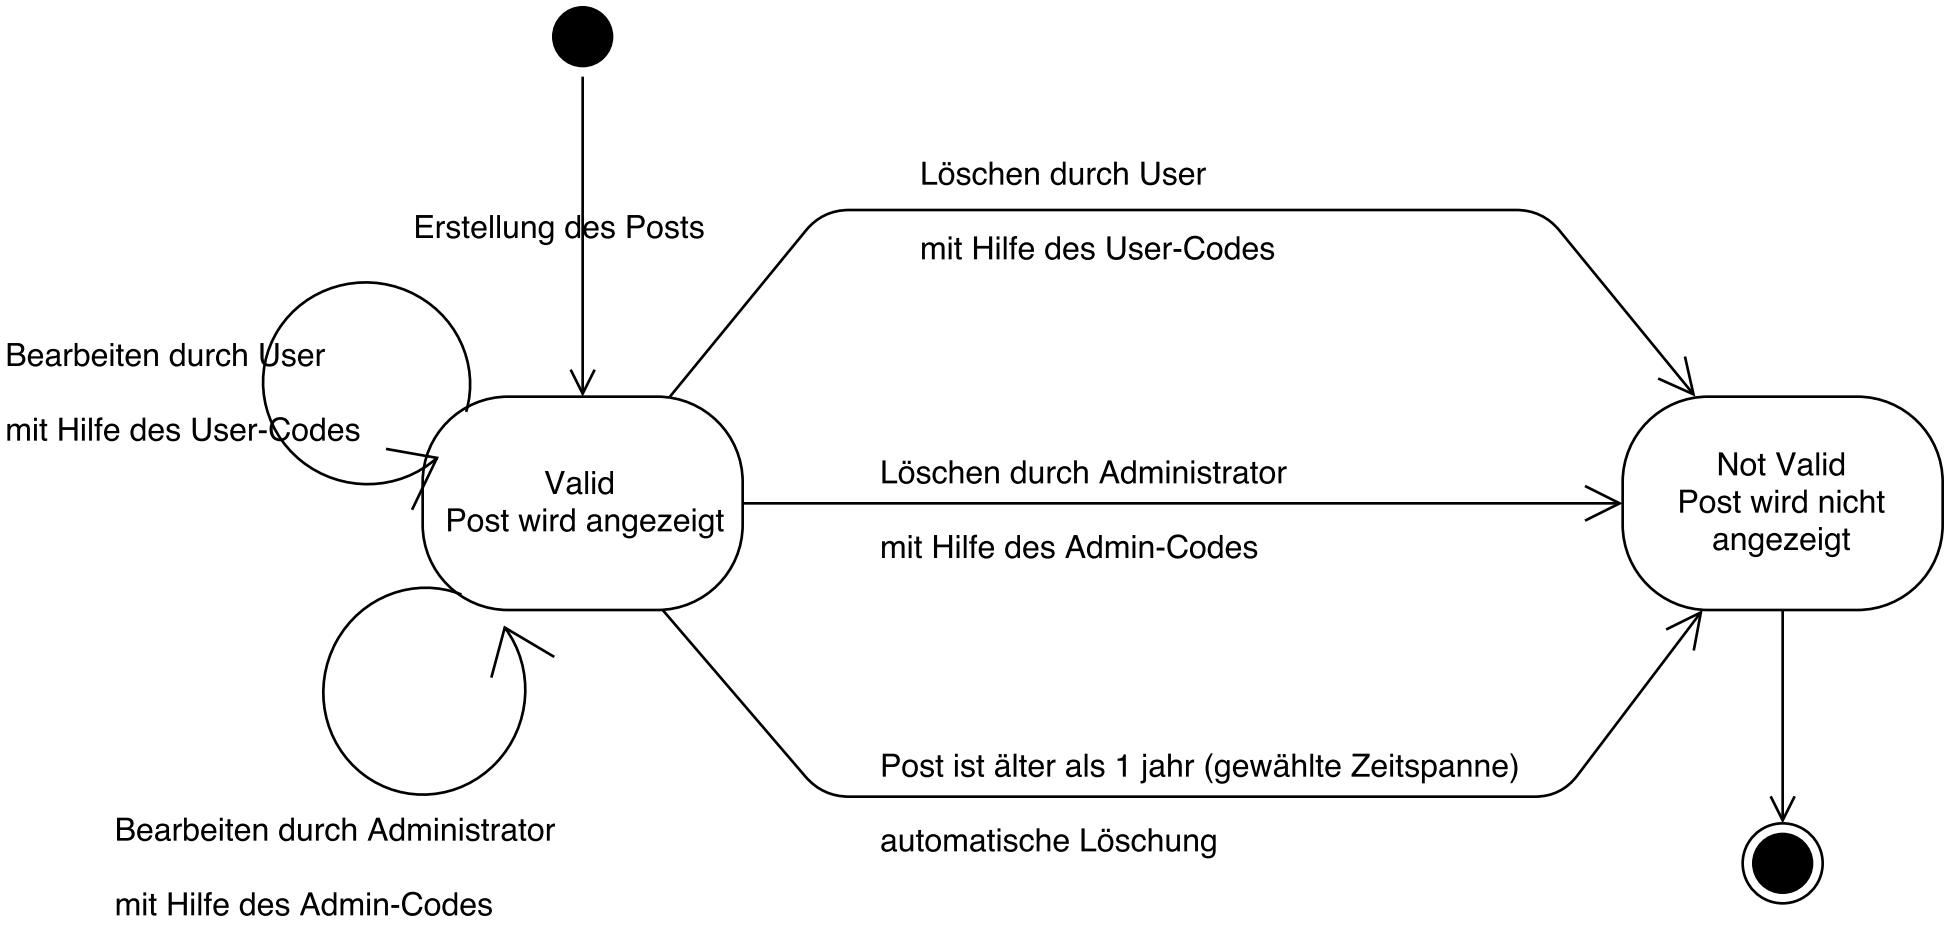 Löschen durch User
mit Hilfe des User-Codes
Erstellung des Posts
Bearbeiten durch User
mit Hilfe des User-Codes
Valid
Post wird angezeigt
Löschen durch Administrator
mit Hilfe des Admin-Codes
Not Valid
Post wird nicht
angezeigt
Post ist älter als 1 jahr (gewählte Zeitspanne)
automatische Löschung
Bearbeiten durch Administrator
mit Hilfe des Admin-Codes